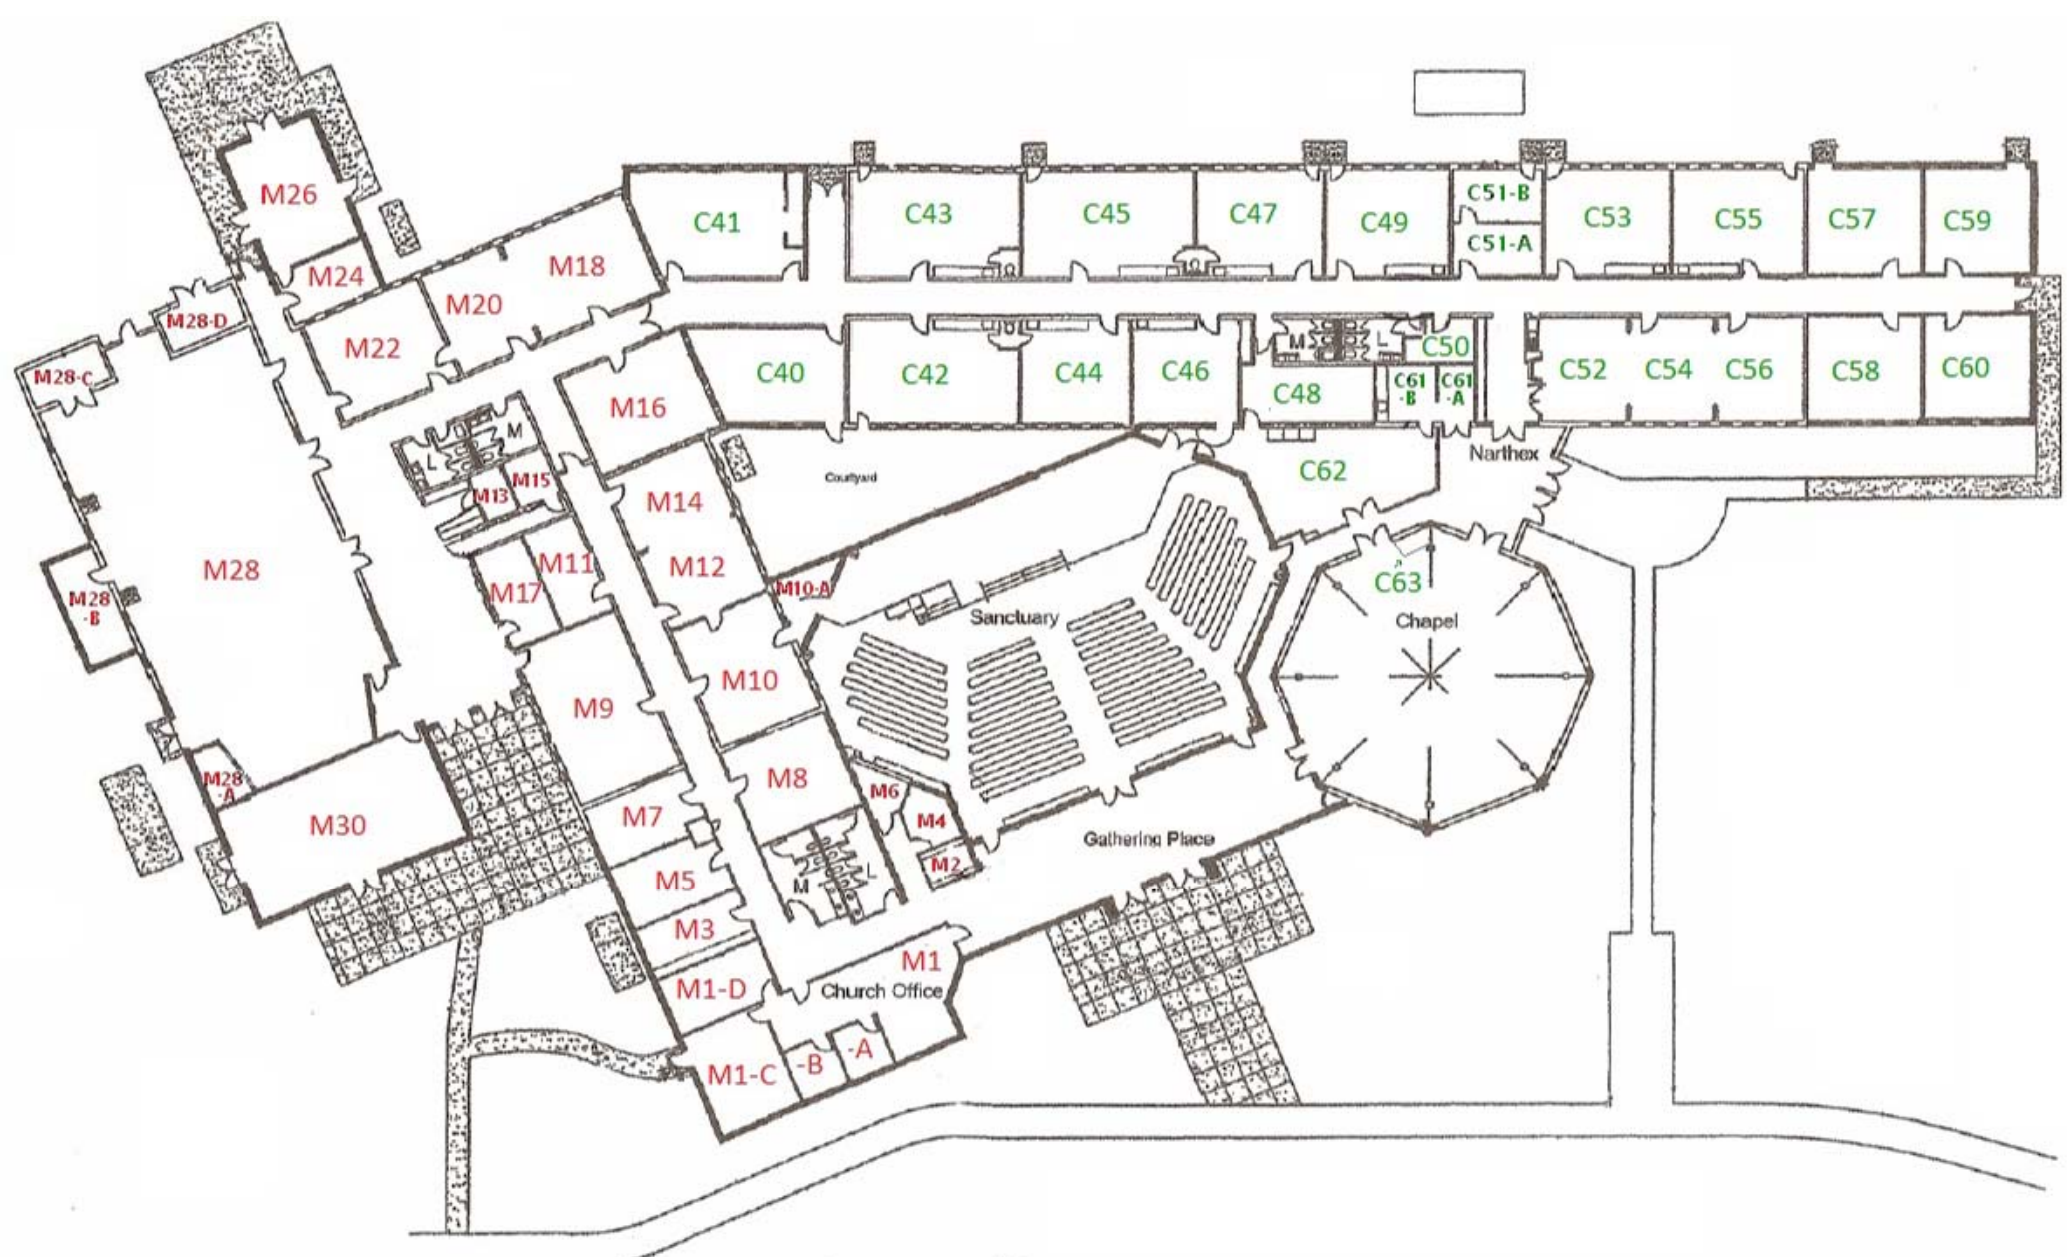 M26
M24
M18
M20
M22
M28-D
M28-C
C41
C43
C45
C47
C49
C51-B
C51-A
C53
C55
C57
C59
C40
C42
C44
C46
M
L
C50
C48
C61
-B
C61
-A
C52
C54
C56
C58
C60
M16
M
L
M15
M13
M14
Courtyard
C62
Narthex
M28
M11
M17
M12
M10-A
M28
-B
C63
Chapel
Sanctuary
M10
M9
M8
M7
M6
M4
M2
Gathering Place
M28
-A
M30
M5
M
L
M3
M1
M1-D
Church Office
M1-C
-B
-A